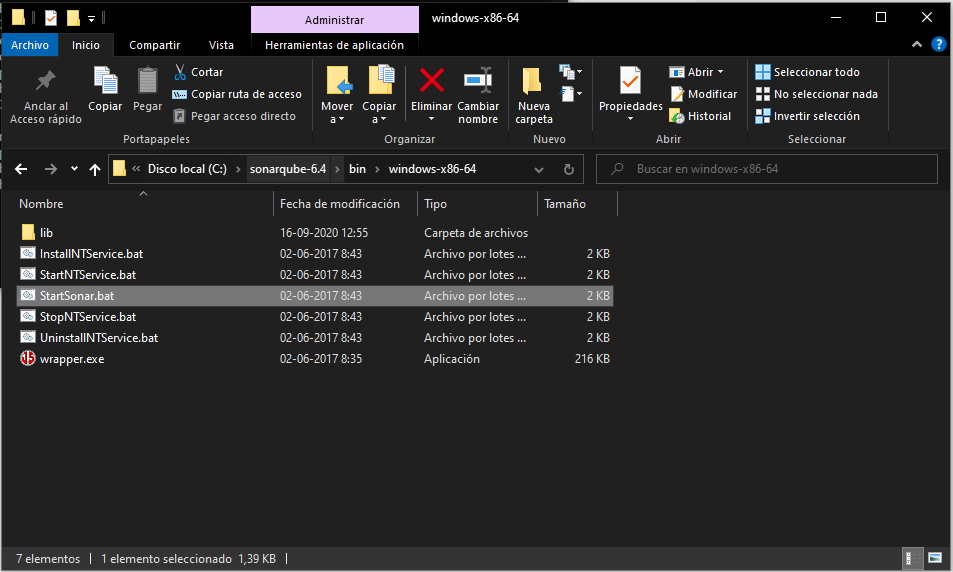 Administrar
windows-x86-64
Archivo
Inicio
Compartir
Vista
Herramientas de aplicación
Anclar al
Acceso rápido
Copiar
Pegar
Cortar
Copiar ruta de acceso
Pegar acceso directo
Portapapeles
Mover
a
Copiar
a
Eliminar
Cambiar
nombre
Organizar
Nueva
carpeta
Nuevo
Propiedades
Abrir
Modificar
Historial
Abrir
Seleccionar todo
No seleccionar nada
Invertir selección
Seleccionar
« Disco local (C:) › sonarqube-6.4 › bin › windows-x86-64
Buscar en windows-x86-64
Nombre Fecha de modificación Tipo Tamaño
lib 16-09-2020 12:55 Carpeta de archivos
InstallNTService.bat 02-06-2017 8:43 Archivo por lotes ... 2 KB
StartNTService.bat 02-06-2017 8:43 Archivo por lotes ... 2 KB
StartSonar.bat 02-06-2017 8:43 Archivo por lotes ... 2 KB
StopNTService.bat 02-06-2017 8:43 Archivo por lotes ... 2 KB
UninstallNTService.bat 02-06-2017 8:43 Archivo por lotes ... 2 KB
wrapper.exe 02-06-2017 8:35 Aplicación 216 KB
7 elementos | 1 elemento seleccionado 1,39 KB |